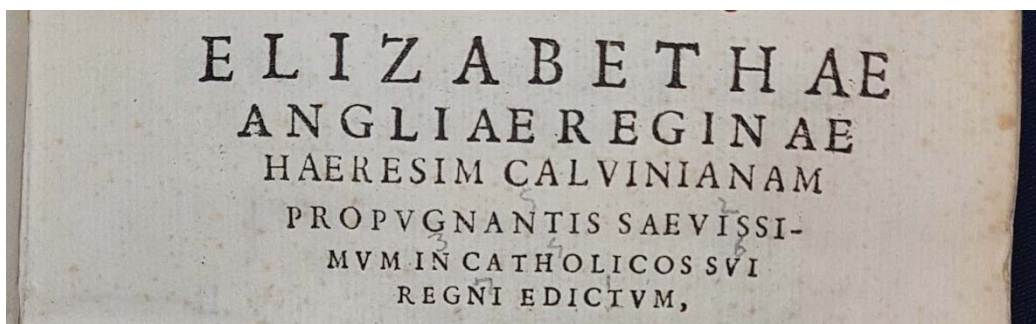 ELIZABETHAE
ANGLIAE REGINAE
HAERESIM CALVINIANAM
PROPVGNANTIS SAEVISSI-
MVM IN CATHOLICOS SVI
REGNI EDICTVM,